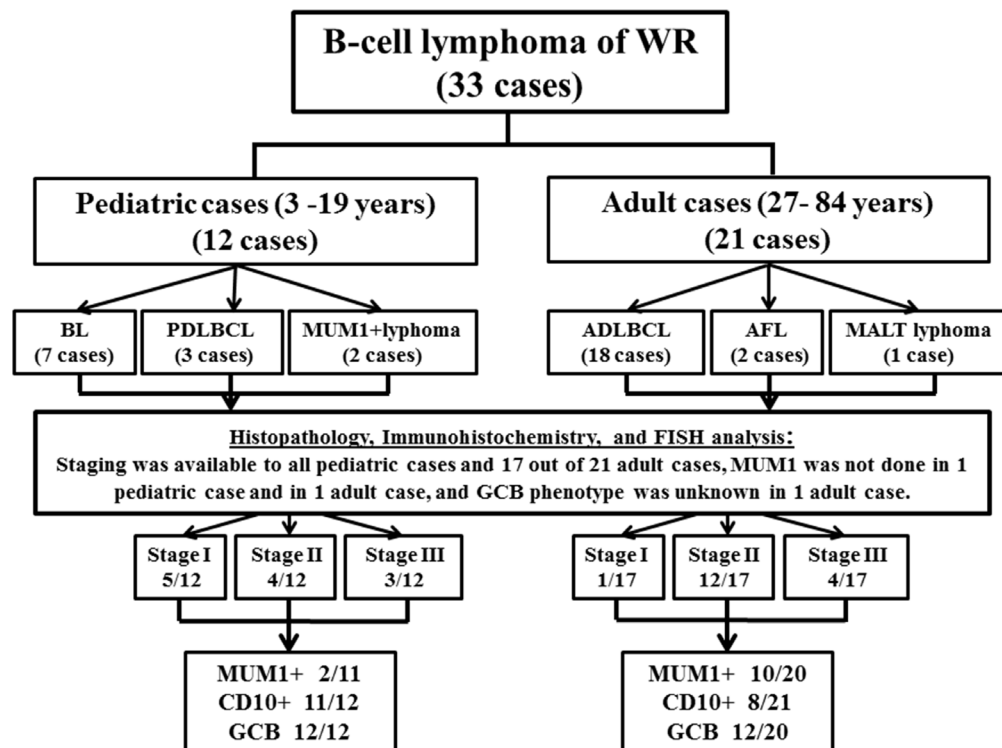 B-cell lymphoma of WR
(33 cases)
Pediatric cases (3 -19 years)
(12 cases)
Adult cases (27- 84 years)
(21 cases)
BL
(7 cases)
PDLBCL
(3 cases)
MUM1+lyphoma
(2 cases)
ADLBCL
(18 cases)
AFL
(2 cases)
MALT lyphoma
(1 case)
Histopathology, Immunohistochemistry, and FISH analysis:
Staging was available to all pediatric cases and 17 out of 21 adult cases, MUM1 was not done in 1
pediatric case and in 1 adult case, and GCB phenotype was unknown in 1 adult case.
Stage I
5/12
Stage II
4/12
Stage III
3/12
Stage I
1/17
Stage II
12/17
Stage III
4/17
MUM1+ 2/11
CD10+ 11/12
GCB 12/12
MUM1+ 10/20
CD10+ 8/21
GCB 12/20